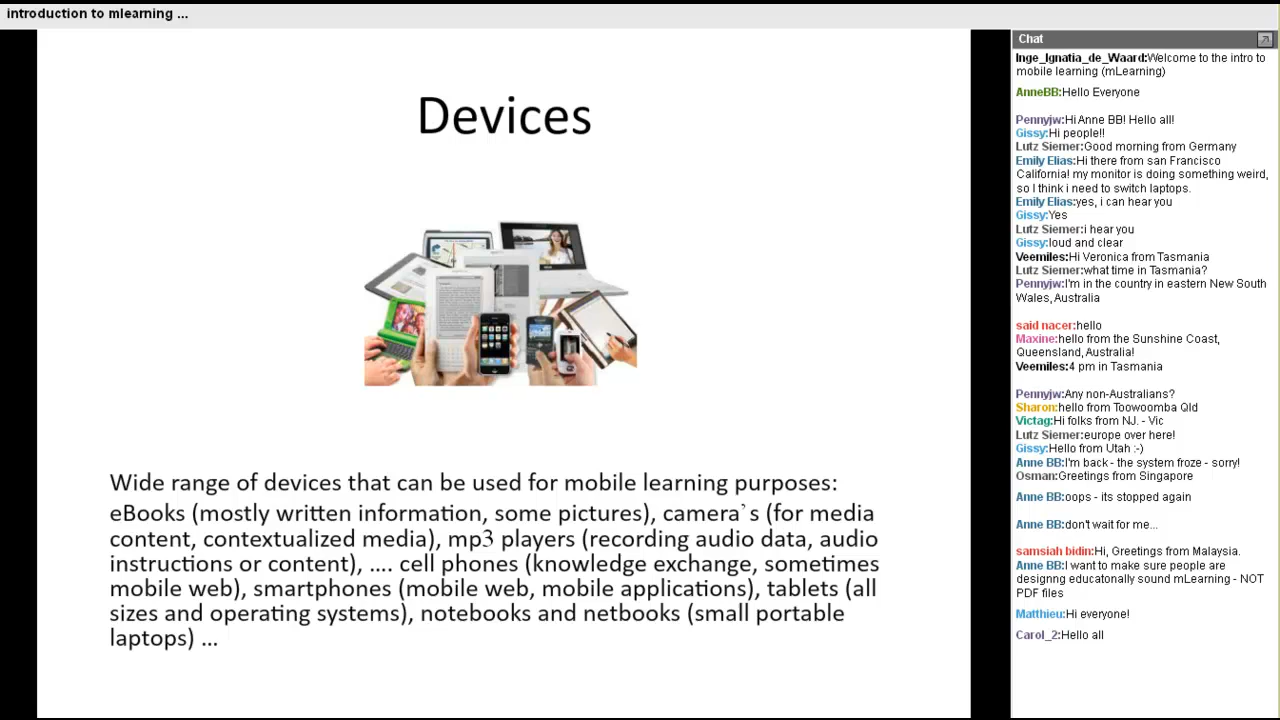 introduction to mlearning ...
Devices
Wide range of devices that can be used for mobile learning purposes:
eBooks (mostly written information, some pictures), camera`s (for media
content, contextualized media), mp3 players (recording audio data, audio
instructions or content), .... cell phones (knowledge exchange, sometimes
mobile web), smartphones (mobile web, mobile applications), tablets (all
sizes and operating systems), notebooks and netbooks (small portable
laptops) ...
Chat
Inge_Ignatia_de_Waard:Welcome to the intro to
mobile learning (mLearning)
AnneBB:Hello Everyone
Pennyjw:Hi Anne BB! Hello all!
Gissy:Hi people!!
Lutz Siemer:Good morning from Germany
Emily Elias:Hi there from san Francisco
California! my monitor is doing something weird,
so I think i need to switch laptops.
Emily Elias:yes, i can hear you
Gissy:Yes
Lutz Siemer:i hear you
Gissy:loud and clear
Veemiles:Hi Veronica from Tasmania
Lutz Siemer:what time in Tasmania?
Pennyjw:I'm in the country in eastern New South
Wales, Australia
said nacer:hello
Maxine:hello from the Sunshine Coast,
Queensland, Australia!
Veemiles:4 pm in Tasmania
Pennyjw:Any non-Australians?
Sharon:hello from Toowoomba Qld
Victag:Hi folks from NJ. - Vic
Lutz Siemer:europe over here!
Gissy:Hello from Utah :-)
Anne BB:I'm back - the system froze - sorry!
Osman:Greetings from Singapore
Anne BB:oops - its stopped again
Anne BB:don't wait for me...
samsiah bidin:Hi, Greetings from Malaysia.
Anne BB:I want to make sure people are
designng educatonally sound mLearning - NOT
PDF files
Matthieu:Hi everyone!
Carol_2:Hello all